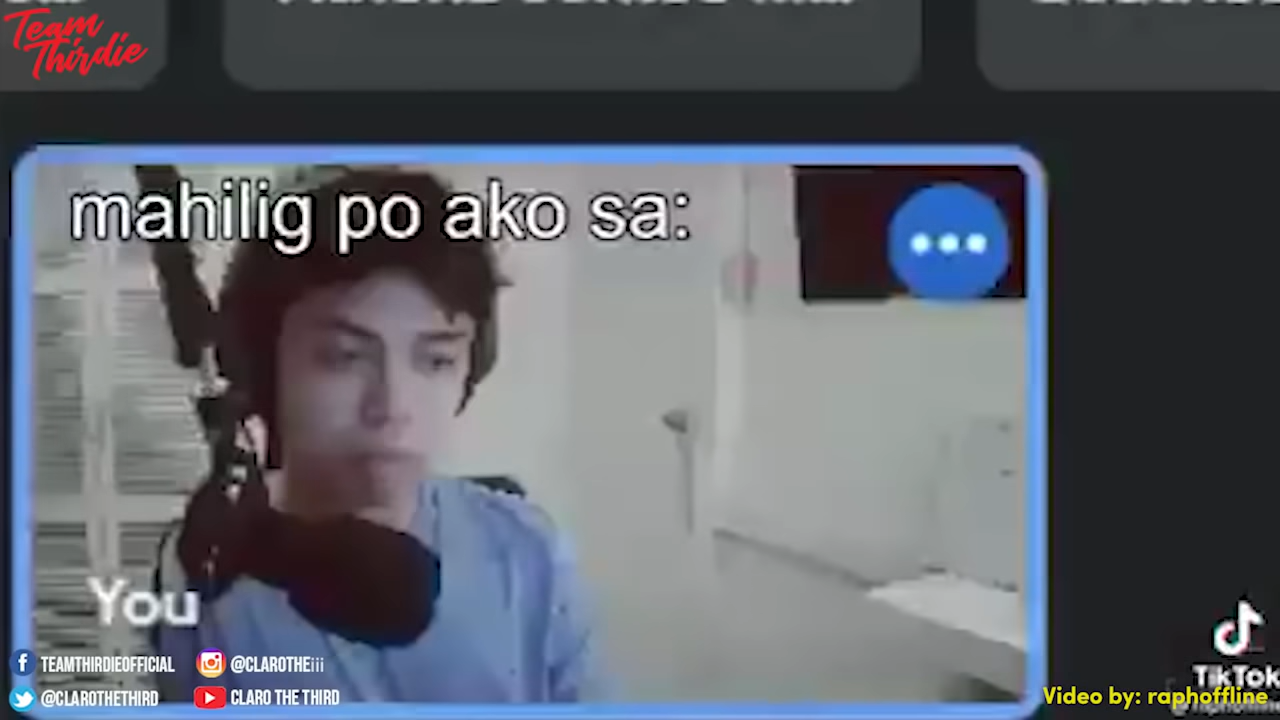 Team
Thirdie
mahilig po ako sa:
You
TEAMTHIRDIEOFFICIAL
@CLAROTHEiii
@CLAROTHETHIRD
CLARO THE THIRD
TikTok
Video by: raphoffline